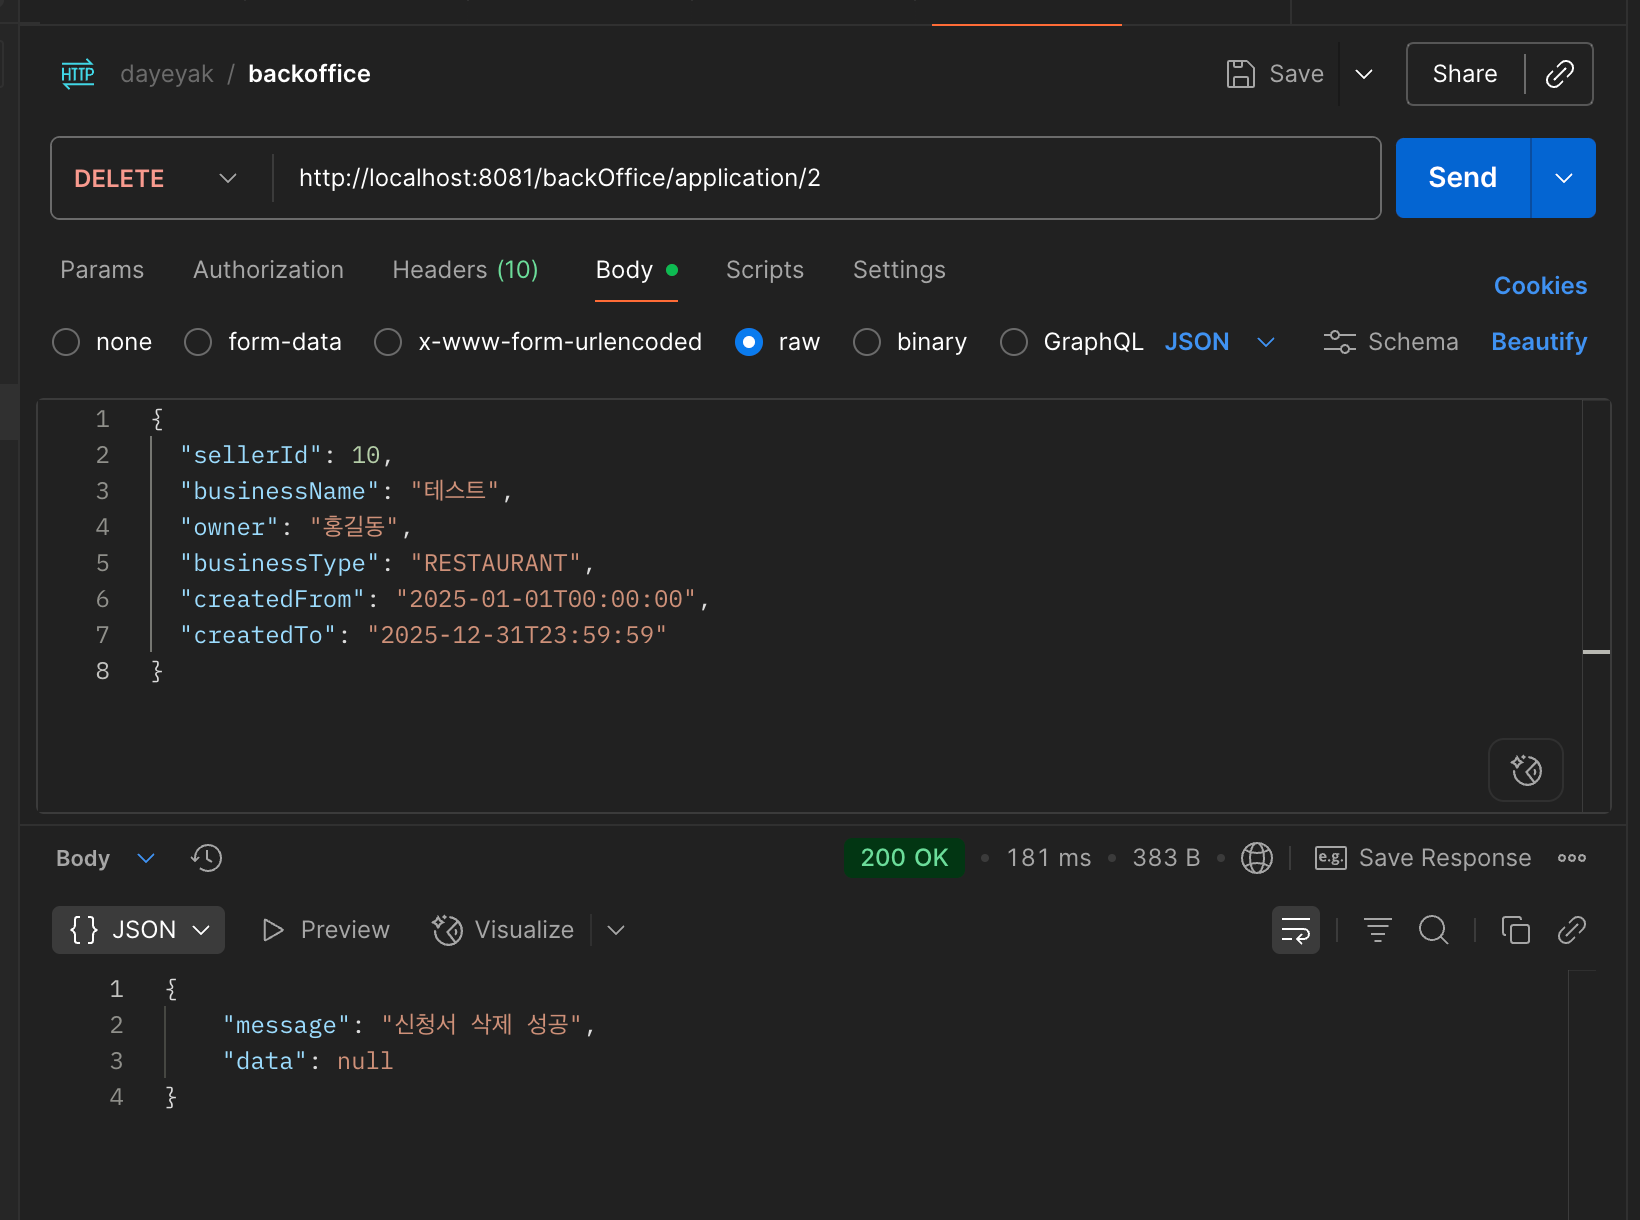 HTTP dayeyak / backoffice Save Share
DELETE http://localhost:8081/backOffice/application/2 Send
Params Authorization Headers (10) Body Scripts Settings Cookies
none form-data x-www-form-urlencoded raw binary GraphQL JSON Schema Beautify
1 {
2 "sellerId": 10,
3 "businessName": "테스트",
4 "owner": "홍길동",
5 "businessType": "RESTAURANT",
6 "createdFrom": "2025-01-01T00:00:00",
7 "createdTo": "2025-12-31T23:59:59"
8 }
Body 200 OK • 181 ms • 383 B • e.g. Save Response
{} JSON Preview Visualize
1 {
2 "message": "신청서 삭제 성공",
3 "data": null
4 }